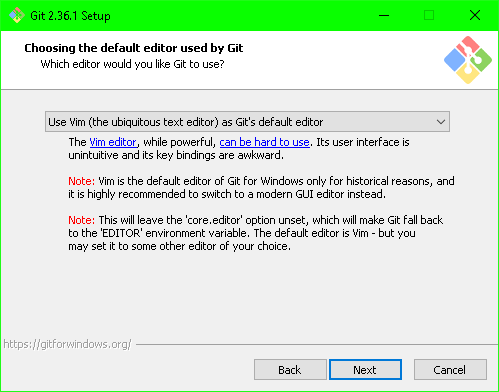 Git 2.36.1 Setup
Choosing the default editor used by Git
Which editor would you like Git to use?
Use Vim (the ubiquitous text editor) as Git's default editor
The Vim editor, while powerful, can be hard to use. Its user interface is
unintuitive and its key bindings are awkward.
Note: Vim is the default editor of Git for Windows only for historical reasons, and
it is highly recommended to switch to a modern GUI editor instead.
Note: This will leave the 'core.editor' option unset, which will make Git fall back
to the 'EDITOR' environment variable. The default editor is Vim - but you
may set it to some other editor of your choice.
https://gitforwindows.org/
Back
Next
Cancel